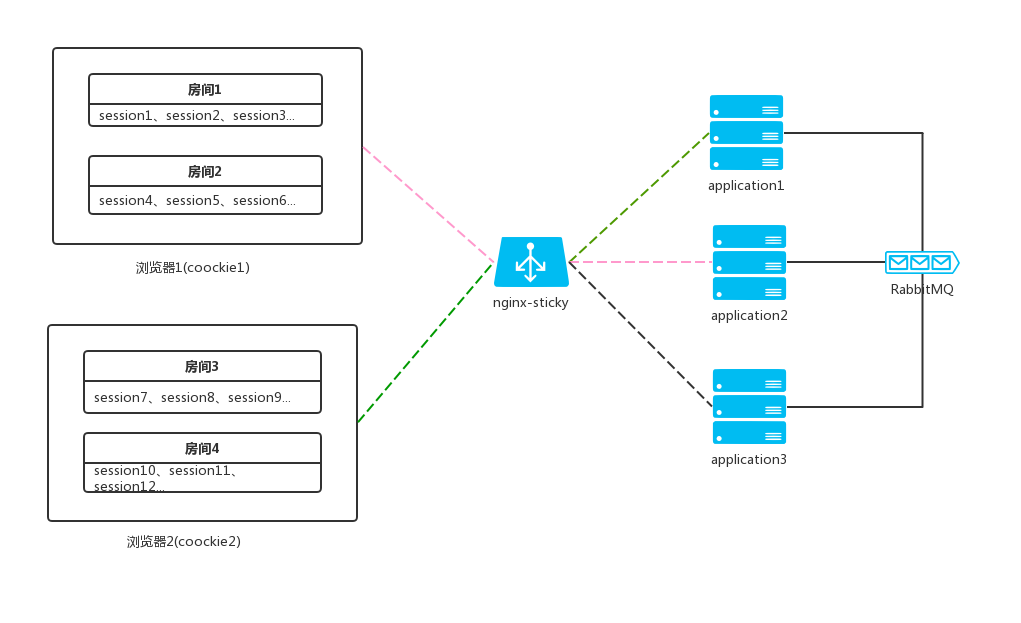 房间1
session1、session2、session3...
房间2
session4、session5、session6...
浏览器1(coockie1)
房间3
session7、session8、session9...
房间4
session10、session11、
session12...
浏览器2(coockie2)
nginx-sticky
application1
application2
application3
RabbitMQ